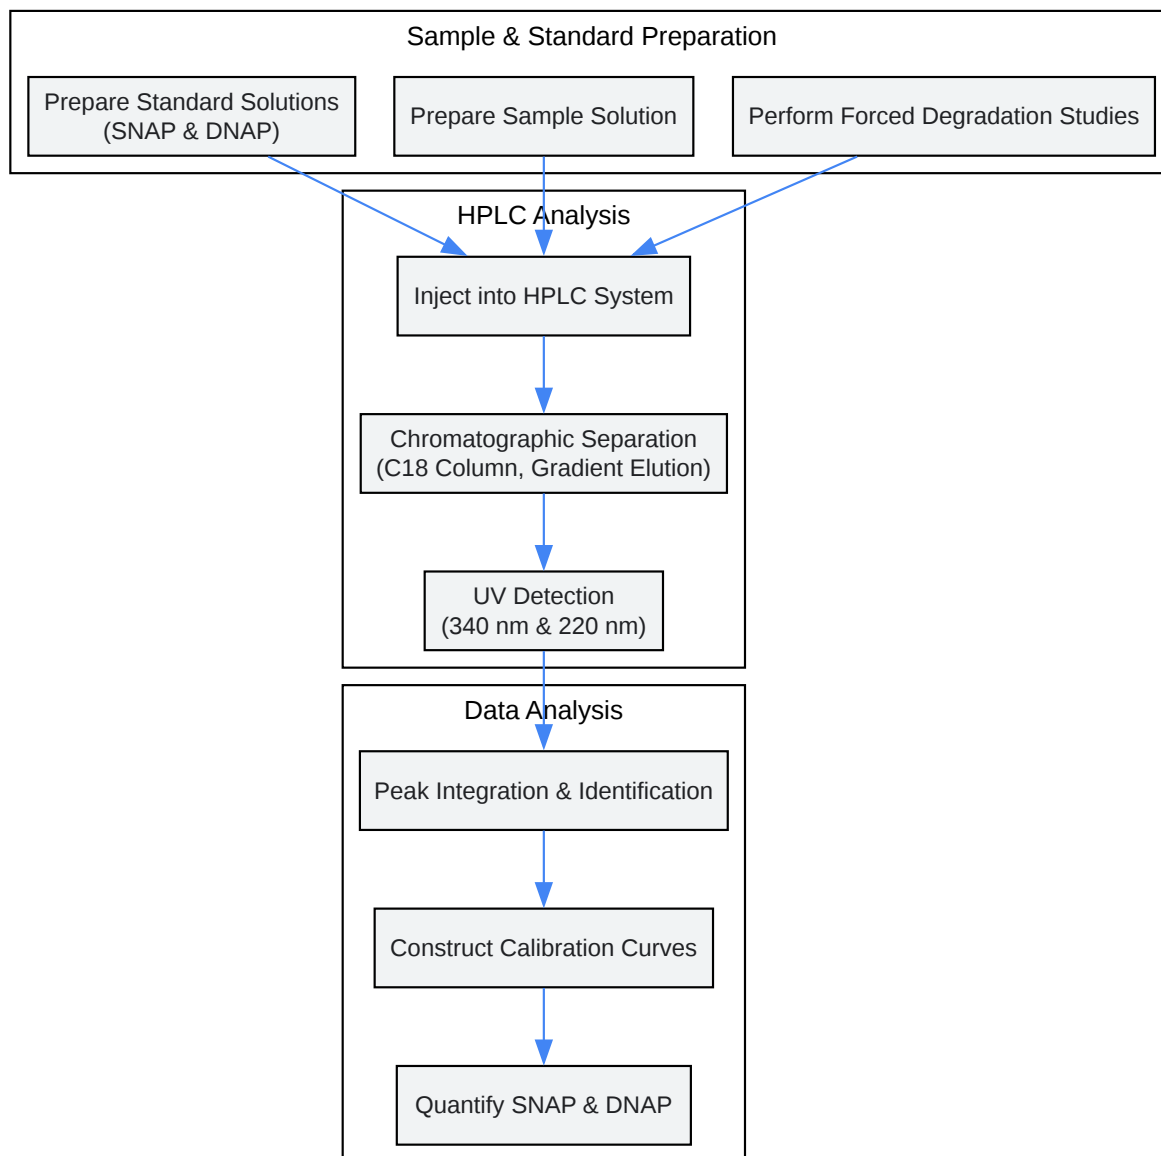 Sample & Standard Preparation
Prepare Standard Solutions
(SNAP & DNAP)
Prepare Sample Solution
Perform Forced Degradation Studies
HPLC Analysis
Inject into HPLC System
Chromatographic Separation
(C18 Column, Gradient Elution)
UV Detection
(340 nm & 220 nm)
Data Analysis
Peak Integration & Identification
Construct Calibration Curves
Quantify SNAP & DNAP